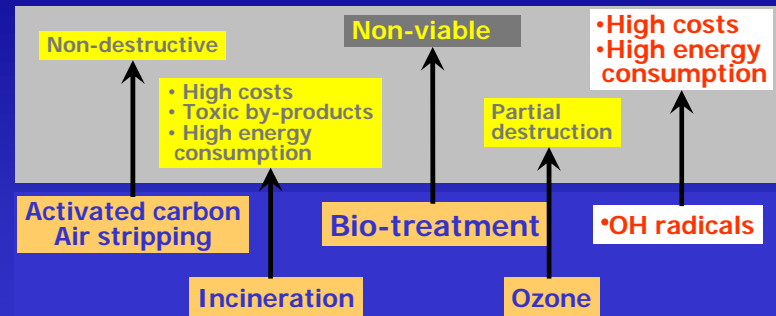 Non-destructive
• High costs
• Toxic by-products
• High energy
consumption
Non-viable
Partial
destruction
•High costs
•High energy
consumption
Activated carbon
Air stripping
Incineration
Bio-treatment
Ozone
•OH radicals